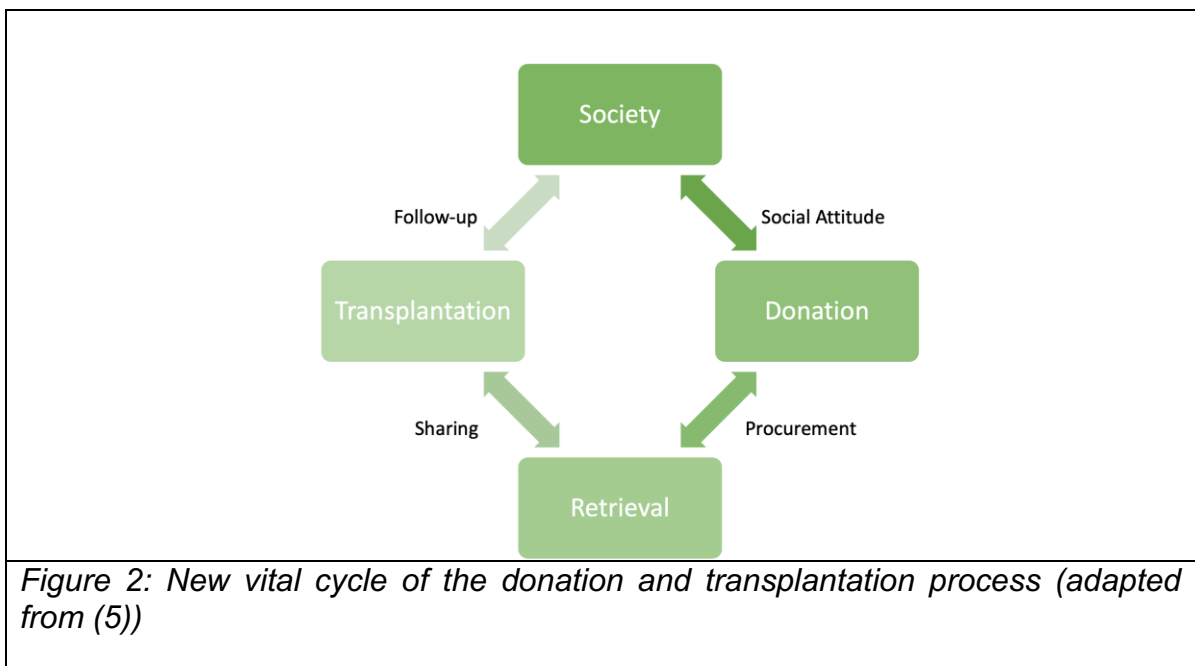 Society
Follow-up
Social Attitude
Transplantation
Donation
Sharing
Procurement
Retrieval
Figure 2: New vital cycle of the donation and transplantation process (adapted
from (5))